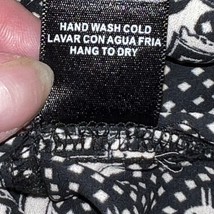 HAND WASH COLD
LAVAR CON AGUA FRIA
HANG TO DRY